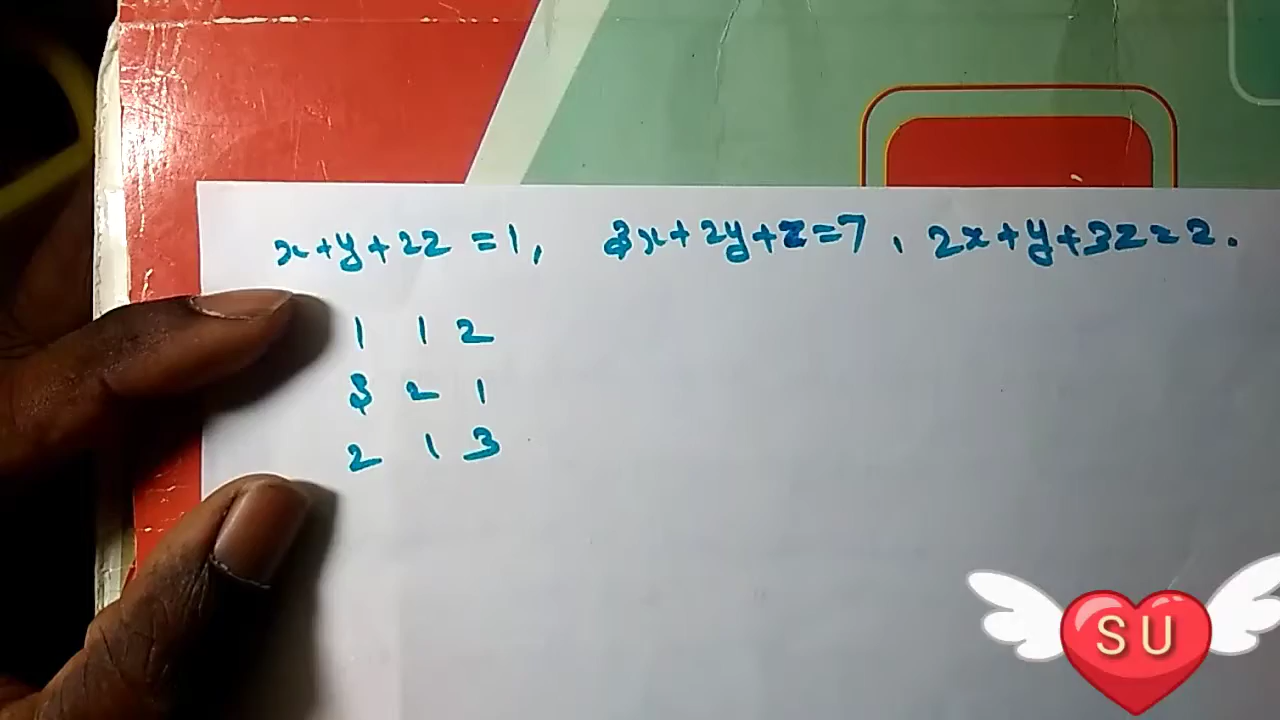 x+y+2z=1, 3x+2y+z=7, 2x+y+3z=2.
1 1 2
3 2 1
2 1 3
SU